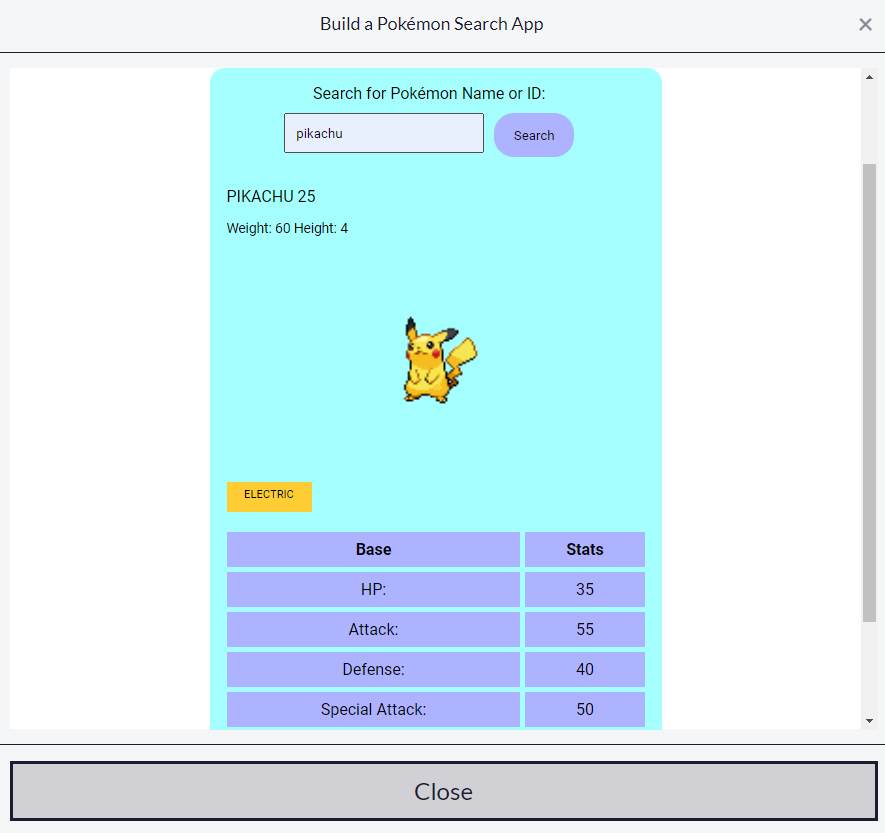 Build a Pokémon Search App ×
Search for Pokémon Name or ID:
pikachu Search
PIKACHU 25
Weight: 60 Height: 4
ELECTRIC
Base Stats
HP: 35
Attack: 55
Defense: 40
Special Attack: 50
Close